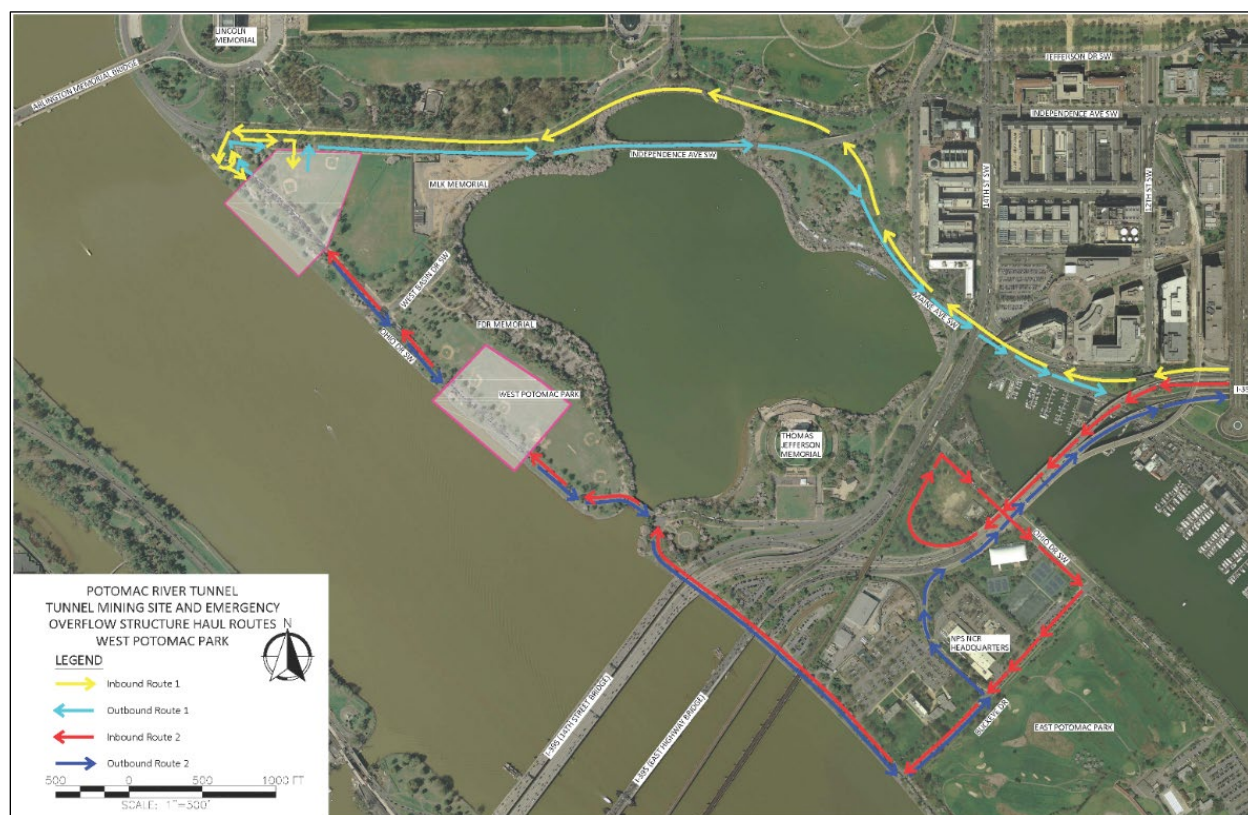 LINCOLN
MEMORIAL
ARLINGTON MEMORIAL BRIDGE
JEFFERSON DR SW
INDEPENDENCE AVE SW
14TH ST SW
12TH ST SW
INDEPENDENCE AVE SW
MLK MEMORIAL
WEST BASIN DR SW
FDR MEMORIAL
OHIO DR SW
MAINE AVE SW
WEST POTOMAC PARK
THOMAS
JEFFERSON
MEMORIAL
OHIO DR SW
NPS NCR
HEADQUARTERS
BUCKEYE DR
EAST POTOMAC PARK
I-395 (14TH STREET BRIDGE)
I-395 (EAST HIGHWAY BRIDGE)
POTOMAC RIVER TUNNEL
TUNNEL MINING SITE AND EMERGENCY
OVERFLOW STRUCTURE HAUL ROUTES
WEST POTOMAC PARK
N
LEGEND
Inbound Route 1
Outbound Route 1
Inbound Route 2
Outbound Route 2
500 0 500 1000 FT
SCALE: 1"=500'